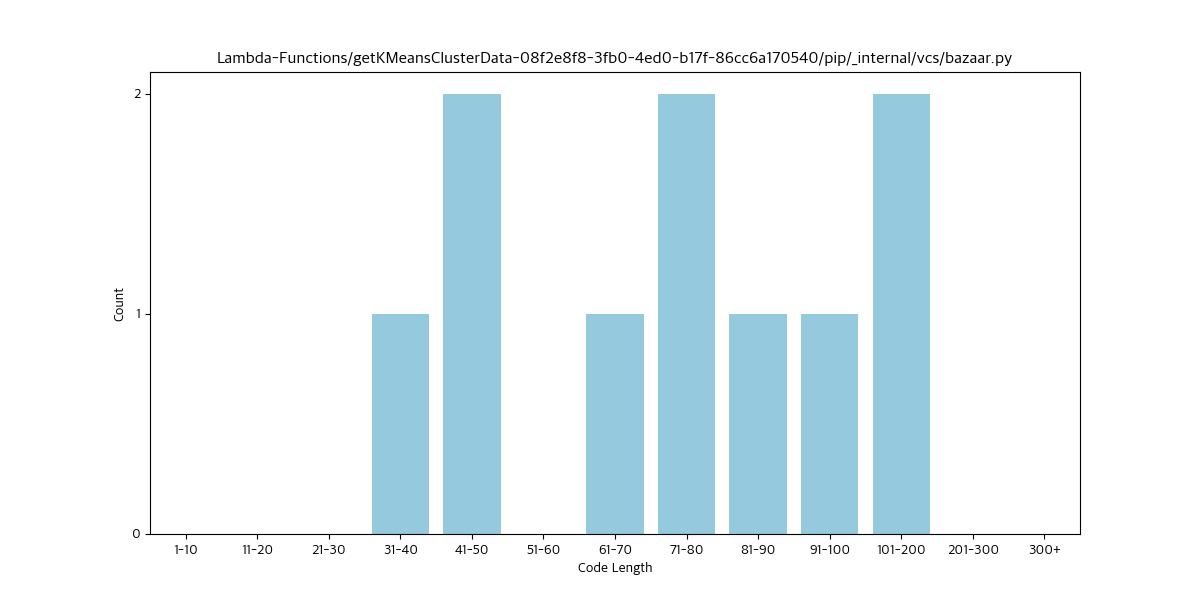 Lambda-Functions/getKMeansClusterData-08f2e8f8-3fb0-4ed0-b17f-86cc6a170540/pip/_internal/vcs/bazaar.py
2
1
0
Count
1-10 11-20 21-30 31-40 41-50 51-60 61-70 71-80 81-90 91-100 101-200 201-300 300+
Code Length